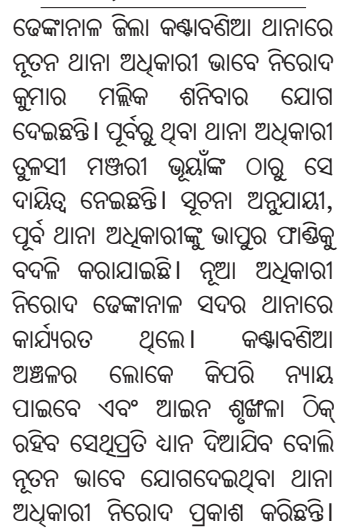 ଢେଙ୍କାନାଳ ଜିଲା କଣ୍ଟାବଣିଆ ଥାନାରେ
ନୂତନ ଥାନା ଅଧିକାରୀ ଭାବେ ନିରୋଦ
କୁମାର ମଲ୍ଲିକ ଶନିବାର ଯୋଗ
ଦେଇଛନ୍ତି। ପୂର୍ବରୁ ଥିବା ଥାନା ଅଧିକାରୀ
ତୁଳସୀ ମଞ୍ଜରୀ ଭୂୟାଁଙ୍କ ଠାରୁ ସେ
ଦାୟିତ୍ୱ ନେଇଛନ୍ତି। ସୂଚନା ଅନୁଯାୟୀ,
ପୂର୍ବ ଥାନା ଅଧିକାରୀଙ୍କୁ ଭାପୁର ଫାଣ୍ଡିକୁ
ବଦଳି କରାଯାଇଛି। ନୂଆ ଅଧିକାରୀ
ନିରୋଦ ଢେଙ୍କାନାଳ ସଦର ଥାନାରେ
କାର୍ଯ୍ୟରତ ଥିଲେ। କଣ୍ଟାବଣିଆ
ଅଞ୍ଚଳର ଲୋକେ କିପରି ନ୍ୟାୟ
ପାଇବେ ଏବଂ ଆଇନ ଶୃଙ୍ଖଳା ଠିକ୍
ରହିବ ସେଥିପ୍ରତି ଧ୍ୟାନ ଦିଆଯିବ ବୋଲି
ନୂତନ ଭାବେ ଯୋଗଦେଇଥିବା ଥାନା
ଅଧିକାରୀ ନିରୋଦ ପ୍ରକାଶ କରିଛନ୍ତି।